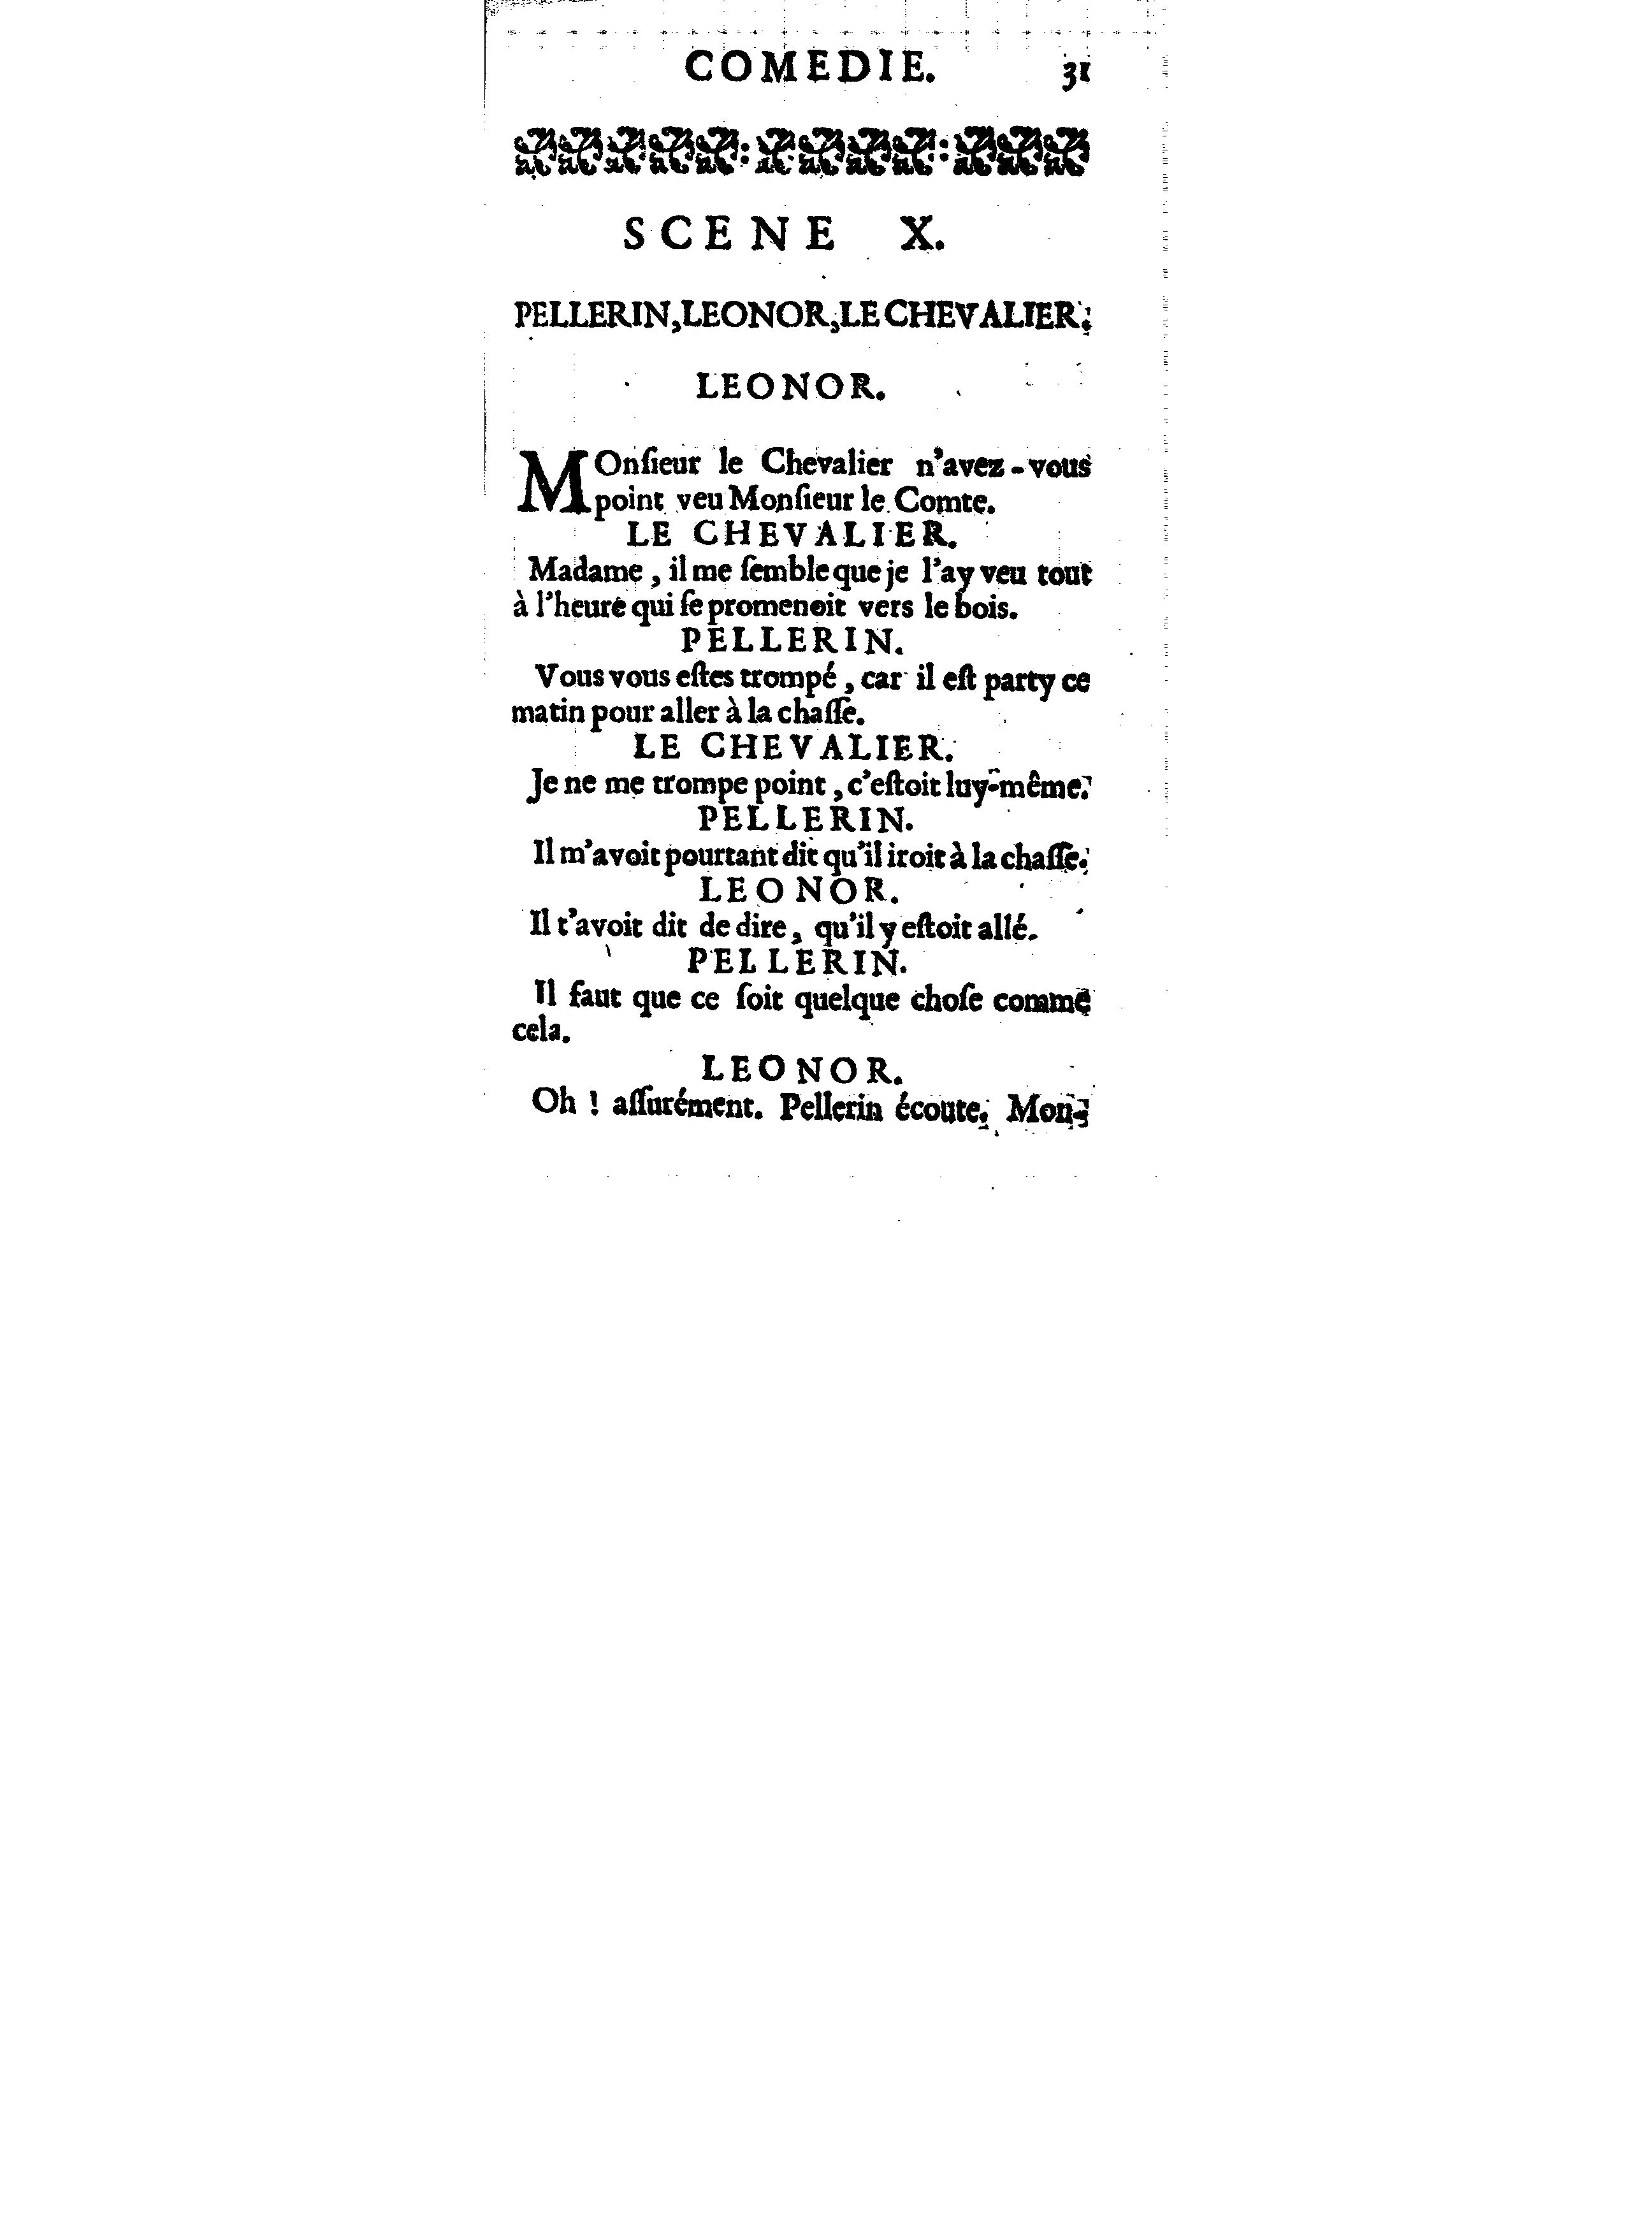 COMEDIE. 31
SCENE X.
PELLERIN, LEONOR, LE CHEVALIER.
LEONOR.
MOnſieur le Chevalier n'avez-vous
point veu Monſieur le Comte.
LE CHEVALIER.
Madame, il me ſemble que je l'ay veu tout
à l'heure qui ſe promenoit vers le bois.
PELLERIN.
Vous vous eſtes trompé, car il eſt party ce
matin pour aller à la chaſſe.
LE CHEVALIER.
Je ne me trompe point, c'eſtoit luy-même.
PELLERIN.
Il m'avoit pourtant dit qu'il iroit à la chaſſe.
LEONOR.
Il t'avoit dit de dire, qu'il y eſtoit allé.
PELLERIN.
Il faut que ce ſoit quelque choſe comme
cela.
LEONOR.
Oh ! aſſurément. Pellerin écoute. Mon-